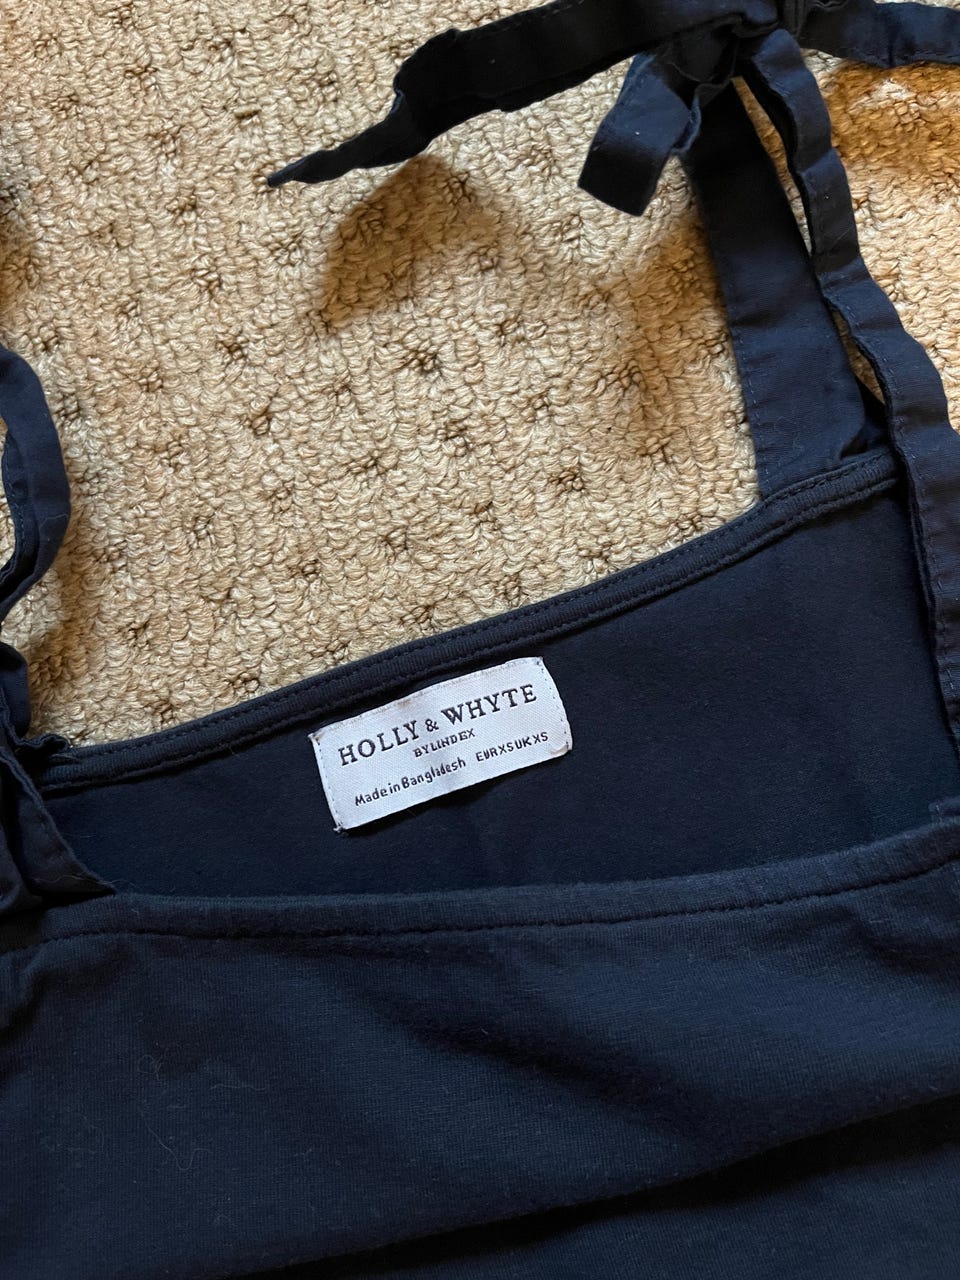 HOLLY & WHYTE
BY LINDEX
Made in Bangladesh EUR XS UK XS